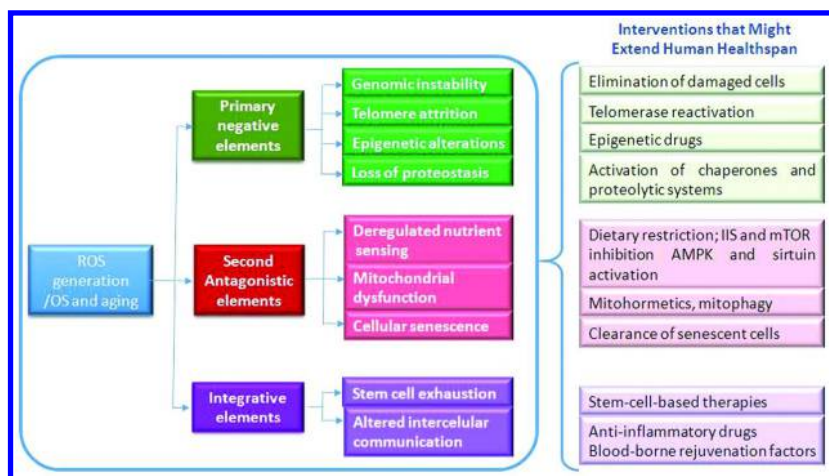 Interventions that Might
Extend Human Healthspan
ROS
generation
/OS and aging
Primary
negative
elements
Genomic instability
Telomere attrition
Epigenetic alterations
Loss of proteostasis
Second
Antagonistic
elements
Deregulated nutrient
sensing
Mitochondrial
dysfunction
Cellular senescence
Integrative
elements
Stem cell exhaustion
Altered intercelular
communication
Elimination of damaged cells
Telomerase reactivation
Epigenetic drugs
Activation of chaperones and
proteolytic systems
Dietary restriction; IIS and mTOR
inhibition AMPK and sirtuin
activation
Mitohormetics, mitophagy
Clearance of senescent cells
Stem-cell-based therapies
Anti-inflammatory drugs
Blood-borne rejuvenation factors